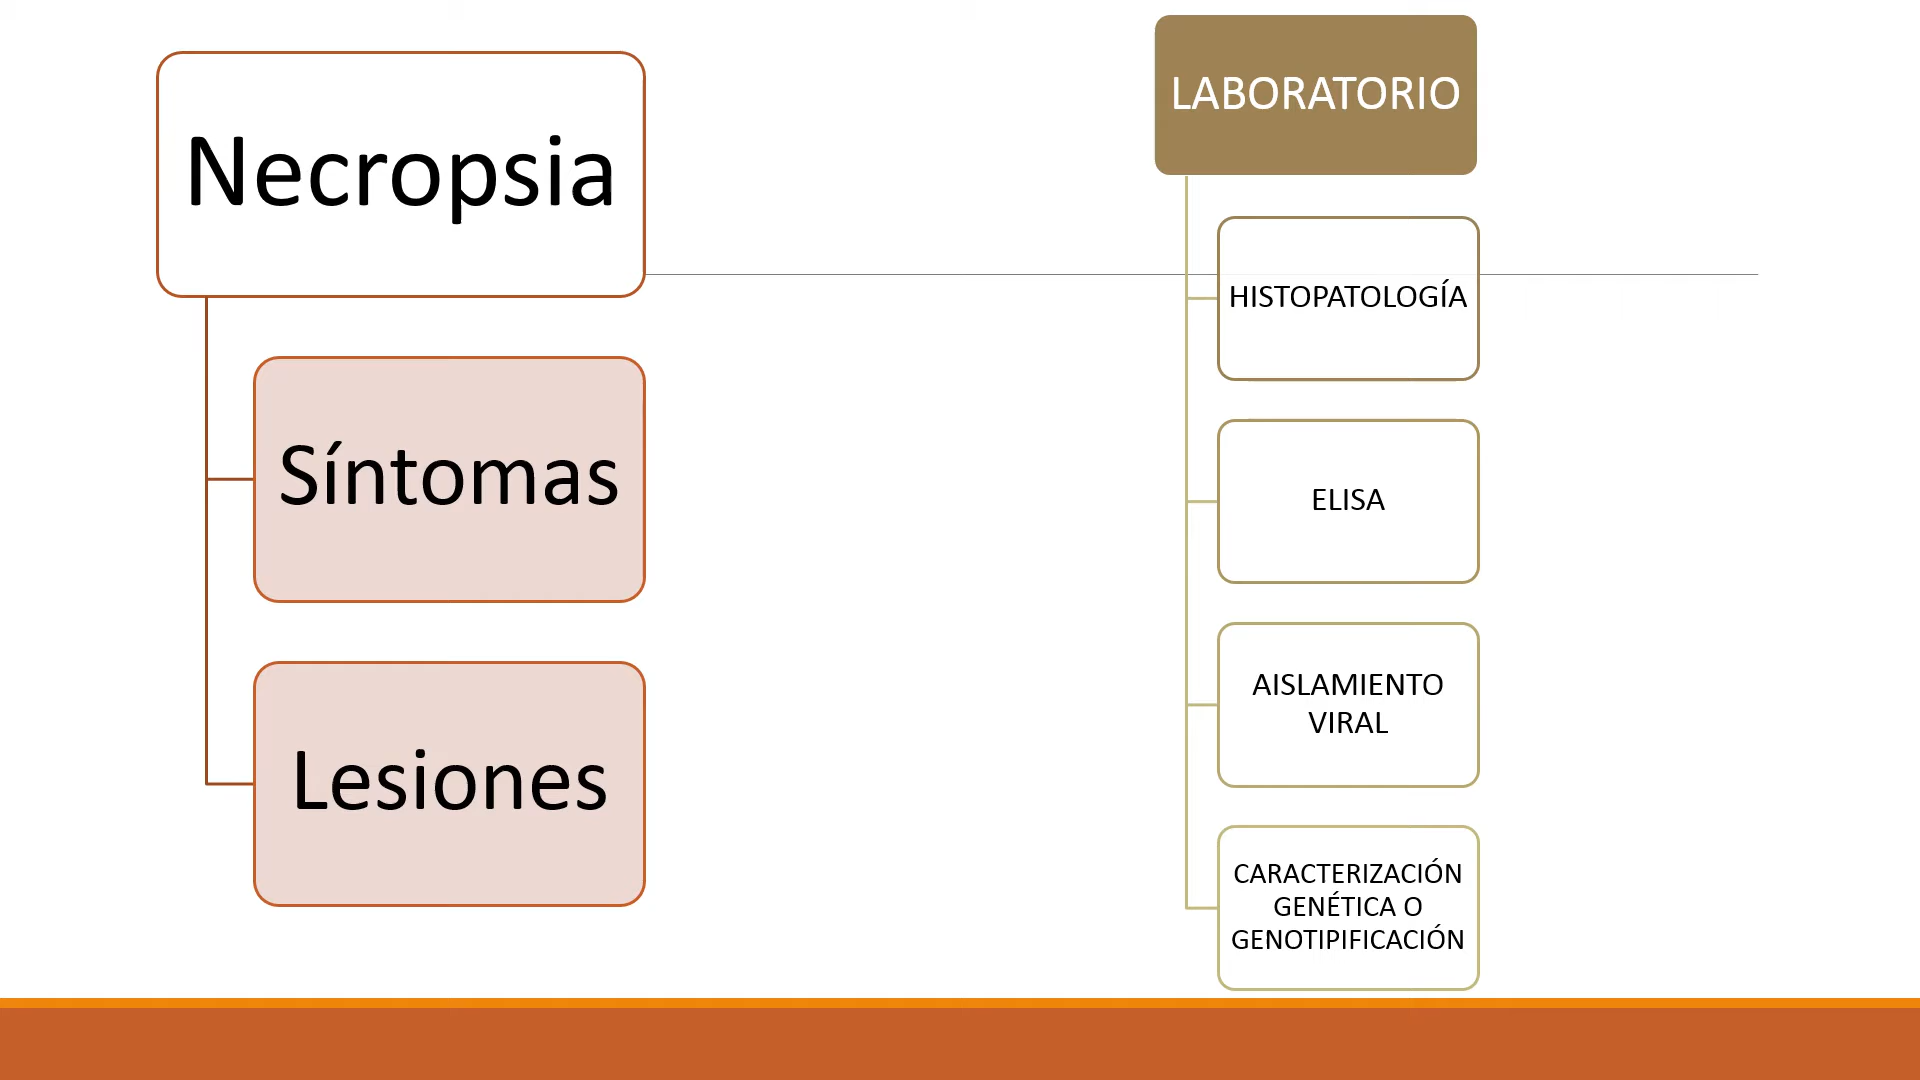 Necropsia
Síntomas
Lesiones
LABORATORIO
HISTOPATOLOGÍA
ELISA
AISLAMIENTO
VIRAL
CARACTERIZACIÓN
GENÉTICA O
GENOTIPIFICACIÓN